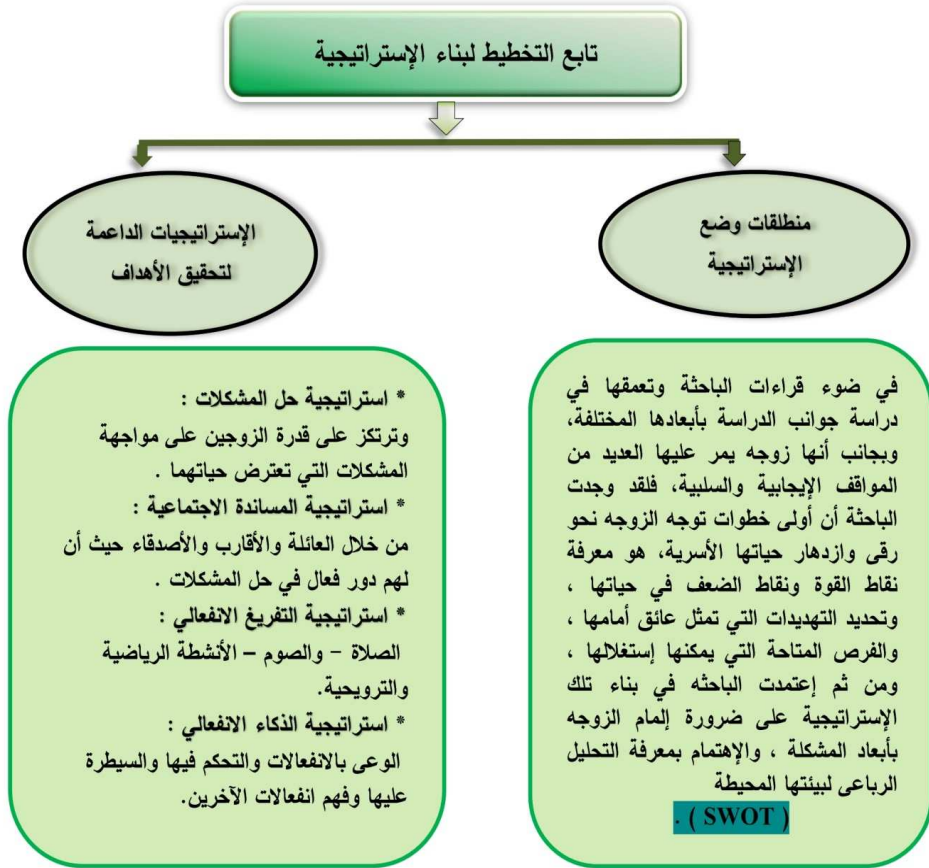 تابع التخطيط لبناء الإستراتيجية
منطلقات وضع
الإستراتيجية
في ضوء قراءات الباحثة وتعمقها في
دراسة جوانب الدراسة بأبعادها المختلفة،
وبجانب أنها زوجه يمر عليها العديد من
المواقف الإيجابية والسلبية، فلقد وجدت
الباحثة أن أولى خطوات توجه الزوجه نحو
رقى وازدهار حياتها الأسرية، هو معرفة
نقاط القوة ونقاط الضعف في حياتها ،
وتحديد التهديدات التي تمثل عائق أمامها ،
والفرص المتاحة التي يمكنها إستغلالها ،
ومن ثم إعتمدت الباحثه في بناء تلك
الإستراتيجية على ضرورة إلمام الزوجه
بأبعاد المشكلة ، والإهتمام بمعرفة التحليل
الرباعى لبيئتها المحيطة
( SWOT ) .
الإستراتيجيات الداعمة
لتحقيق الأهداف
* استراتيجية حل المشكلات :
وترتكز على قدرة الزوجين على مواجهة
المشكلات التي تعترض حياتهما .
* استراتيجية المساندة الاجتماعية :
من خلال العائلة والأقارب والأصدقاء حيث أن
لهم دور فعال في حل المشكلات .
* استراتيجية التفريغ الانفعالي :
الصلاة - والصوم – الأنشطة الرياضية
والترويحية.
* استراتيجية الذكاء الانفعالي :
الوعى بالانفعالات والتحكم فيها والسيطرة
عليها وفهم انفعالات الآخرين.